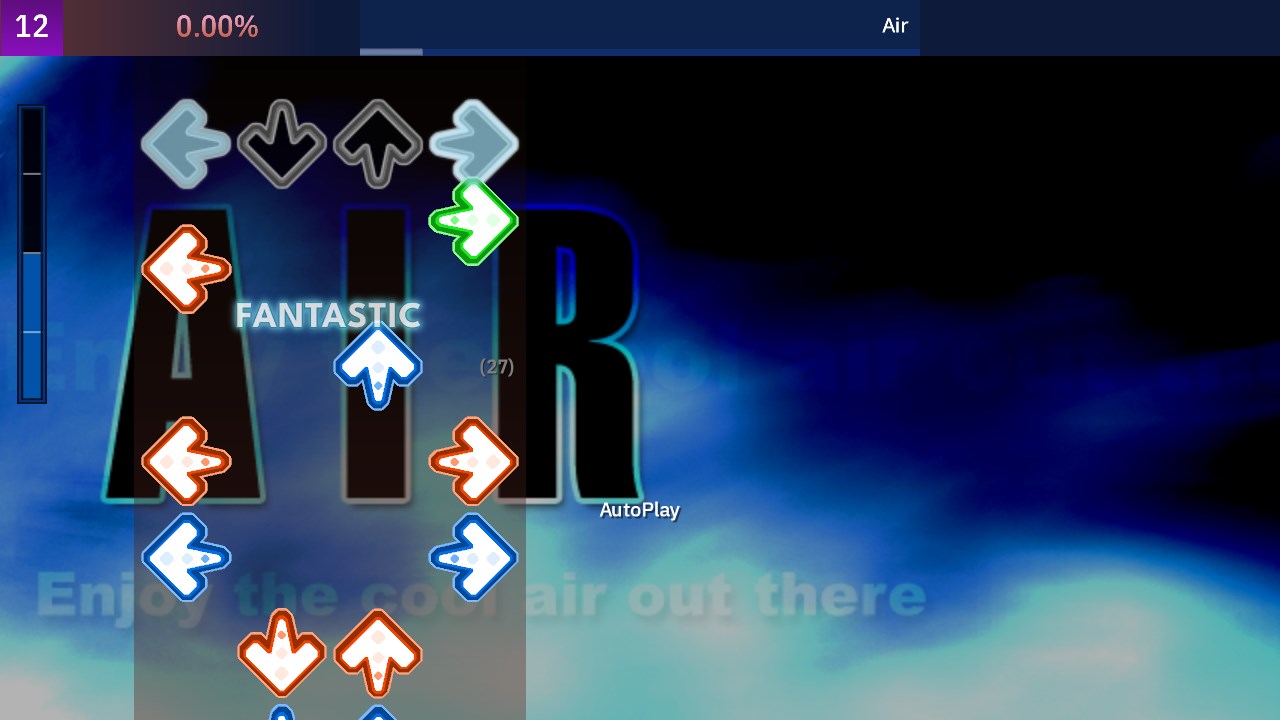 12
0.00%
Air
AIR
FANTASTIC
(27)
AutoPlay
Enjoy the cool air out there